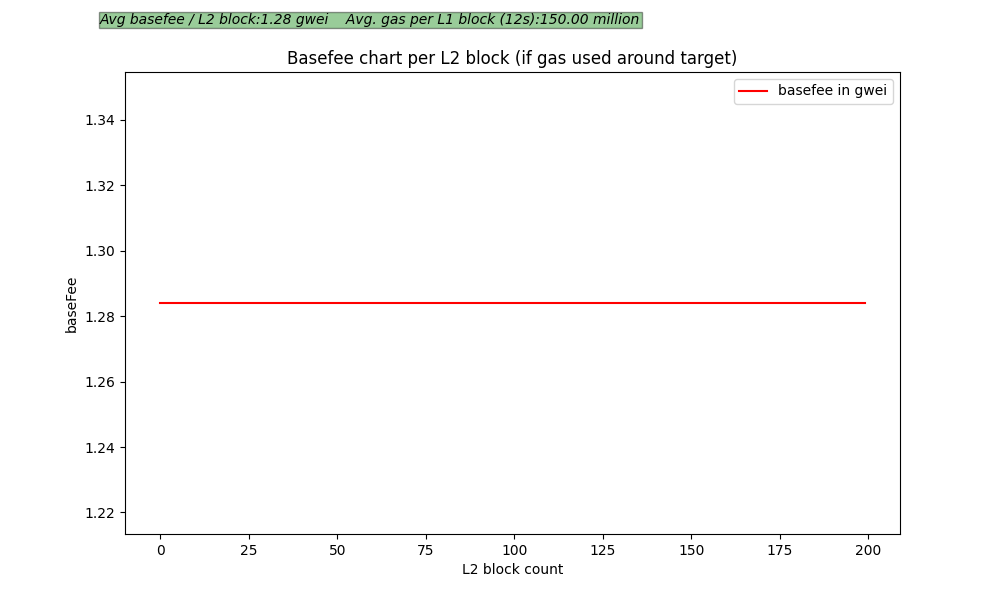 Avg basefee / L2 block:1.28 gwei    Avg. gas per L1 block (12s):150.00 million
Basefee chart per L2 block (if gas used around target)
basefee in gwei
1.34
1.32
1.30
1.28
1.26
1.24
1.22
baseFee
0 25 50 75 100 125 150 175 200
L2 block count